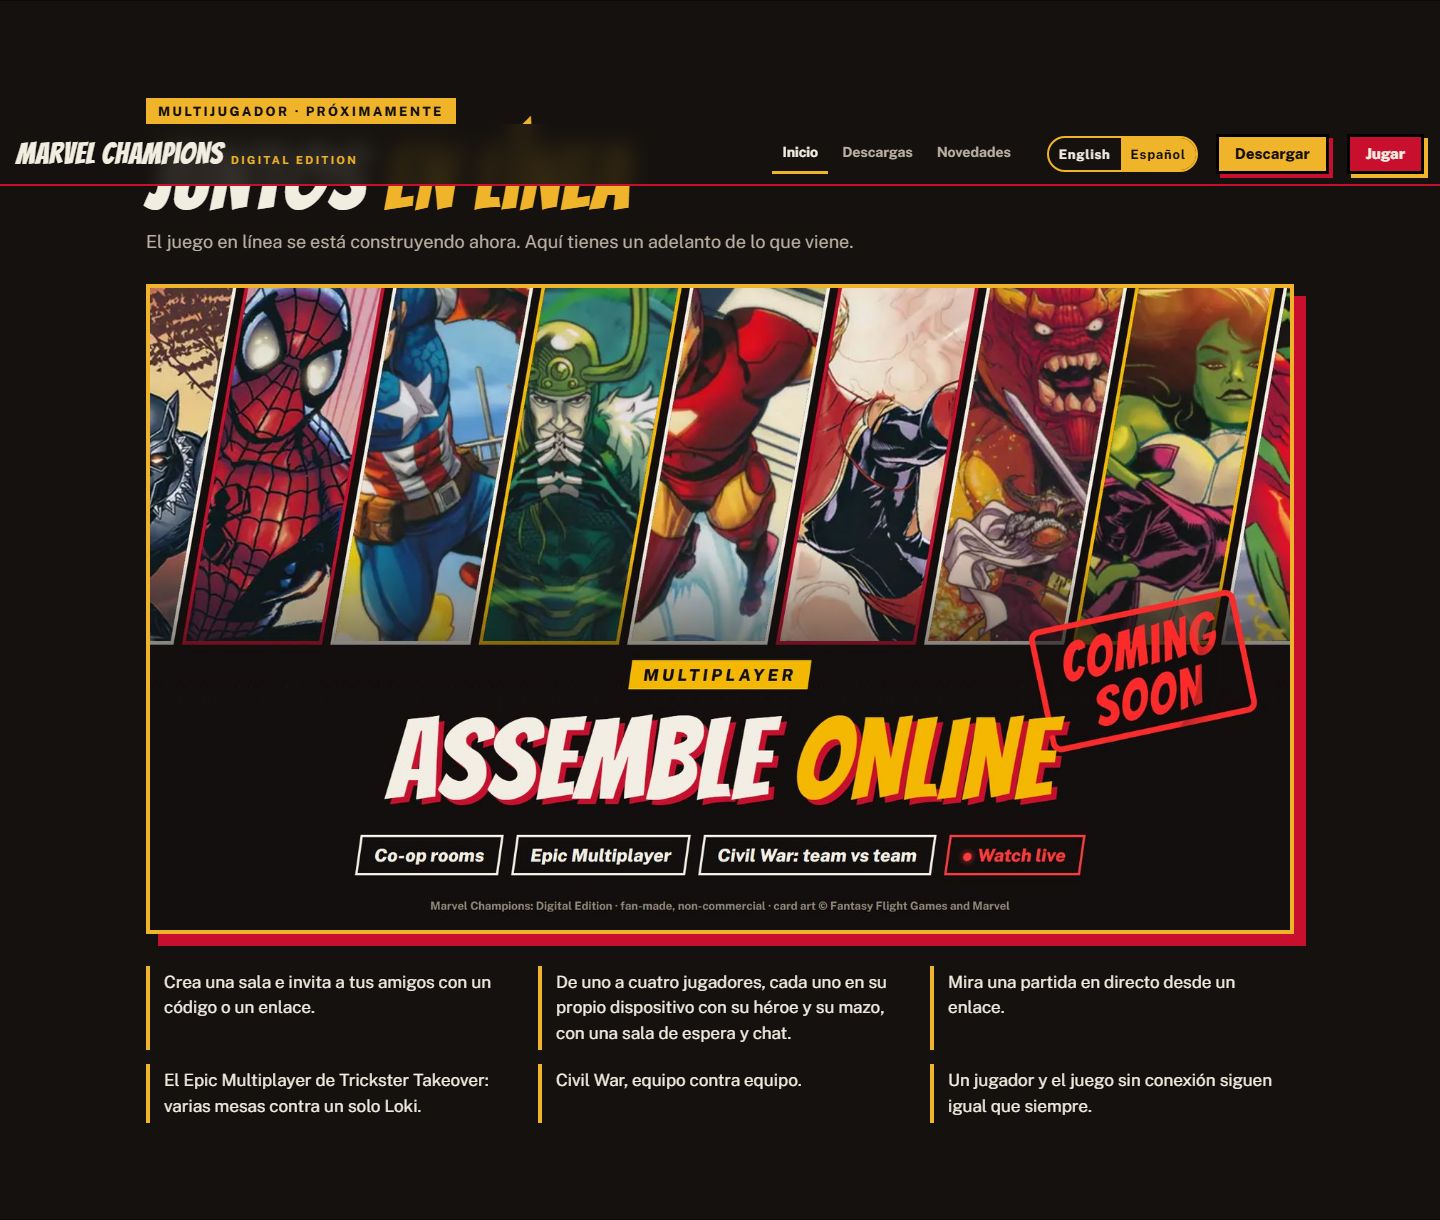 MULTIJUGADOR · PRÓXIMAMENTE
MARVEL CHAMPIONS DIGITAL EDITION
Inicio
Descargas
Novedades
English
Español
Descargar
Jugar
JUNTOS EN LÍNEA
El juego en línea se está construyendo ahora. Aquí tienes un adelanto de lo que viene.
COMING
SOON
MULTIPLAYER
ASSEMBLE ONLINE
Co-op rooms
Epic Multiplayer
Civil War: team vs team
Watch live
Marvel Champions: Digital Edition · fan-made, non-commercial · card art © Fantasy Flight Games and Marvel
Crea una sala e invita a tus amigos con un
código o un enlace.
De uno a cuatro jugadores, cada uno en su
propio dispositivo con su héroe y su mazo,
con una sala de espera y chat.
Mira una partida en directo desde un
enlace.
El Epic Multiplayer de Trickster Takeover:
varias mesas contra un solo Loki.
Civil War, equipo contra equipo.
Un jugador y el juego sin conexión siguen
igual que siempre.